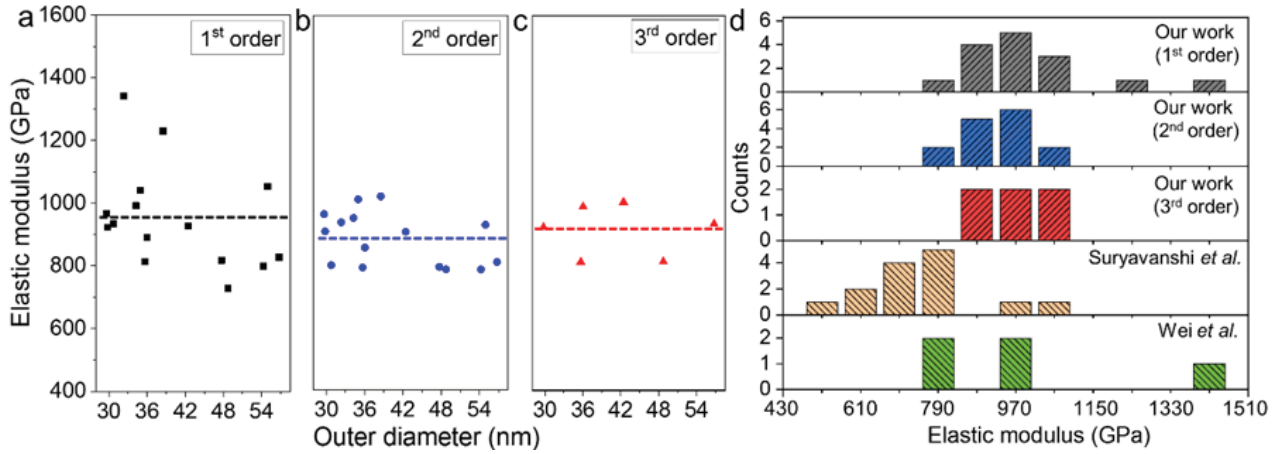 a
1st order
Elastic modulus (GPa)
1600
1400
1200
1000
800
600
400
30 36 42 48 54
b
2nd order
30 36 42 48 54
c
3rd order
30 36 42 48 54
Outer diameter (nm)
d
Counts
6
4
2
0
Our work
(1st order)
6
4
2
0
Our work
(2nd order)
2
1
0
Our work
(3rd order)
4
2
0
Suryavanshi et al.
2
1
0
Wei et al.
430 610 790 970 1150 1330 1510
Elastic modulus (GPa)